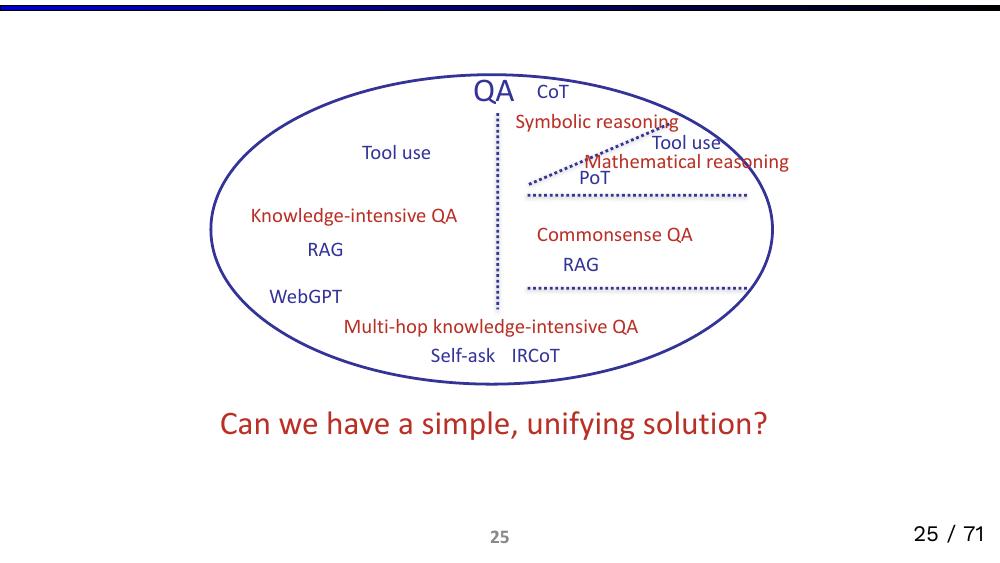 QA CoT
Symbolic reasoning
Tool use
Tool use
Mathematical reasoning
PoT
Knowledge-intensive QA
Commonsense QA
RAG
RAG
WebGPT
Multi-hop knowledge-intensive QA
Self-ask IRCoT
Can we have a simple, unifying solution?
25
25 / 71